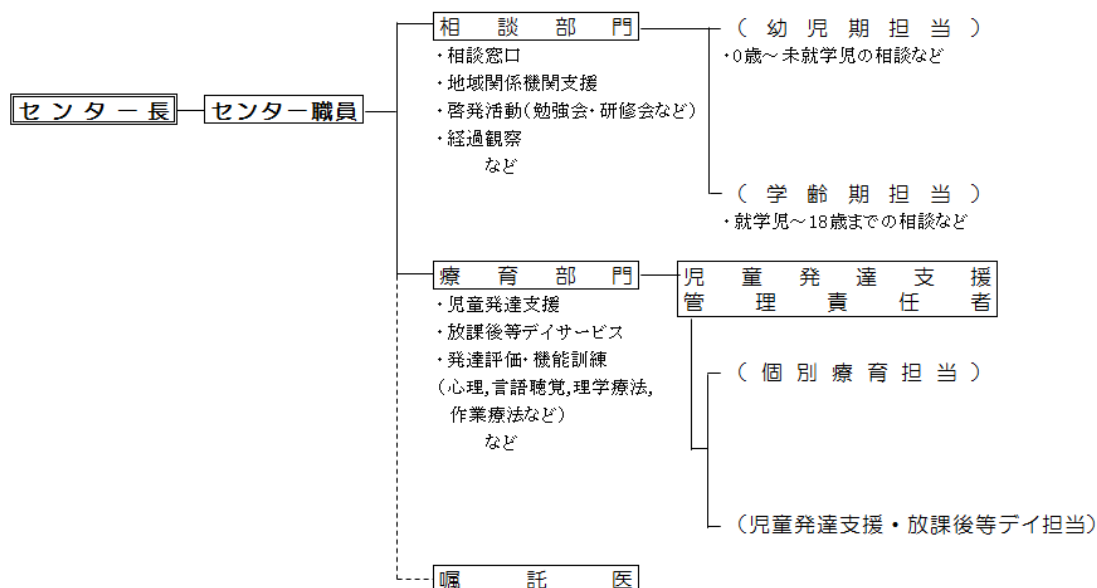 センター長
センター職員
相談部門
・相談窓口
・地域関係機関支援
・啓発活動(勉強会・研修会など)
・経過観察
など
(幼児期担当)
・0歳～未就学児の相談など
(学齢期担当)
・就学児～18歳までの相談など
療育部門
・児童発達支援
・放課後等デイサービス
・発達評価・機能訓練
(心理,言語聴覚,理学療法,
作業療法など)
など
児童発達支援
管理責任者
(個別療育担当)
(児童発達支援・放課後等デイ担当)
嘱託医